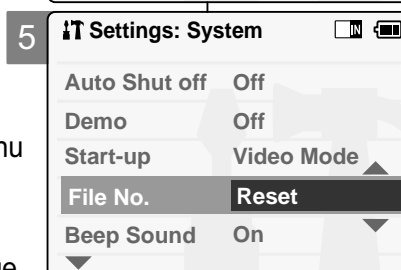 5
Settings: System IN
Auto Shut off Off
Demo Off
Start-up Video Mode
File No. Reset
Beep Sound On